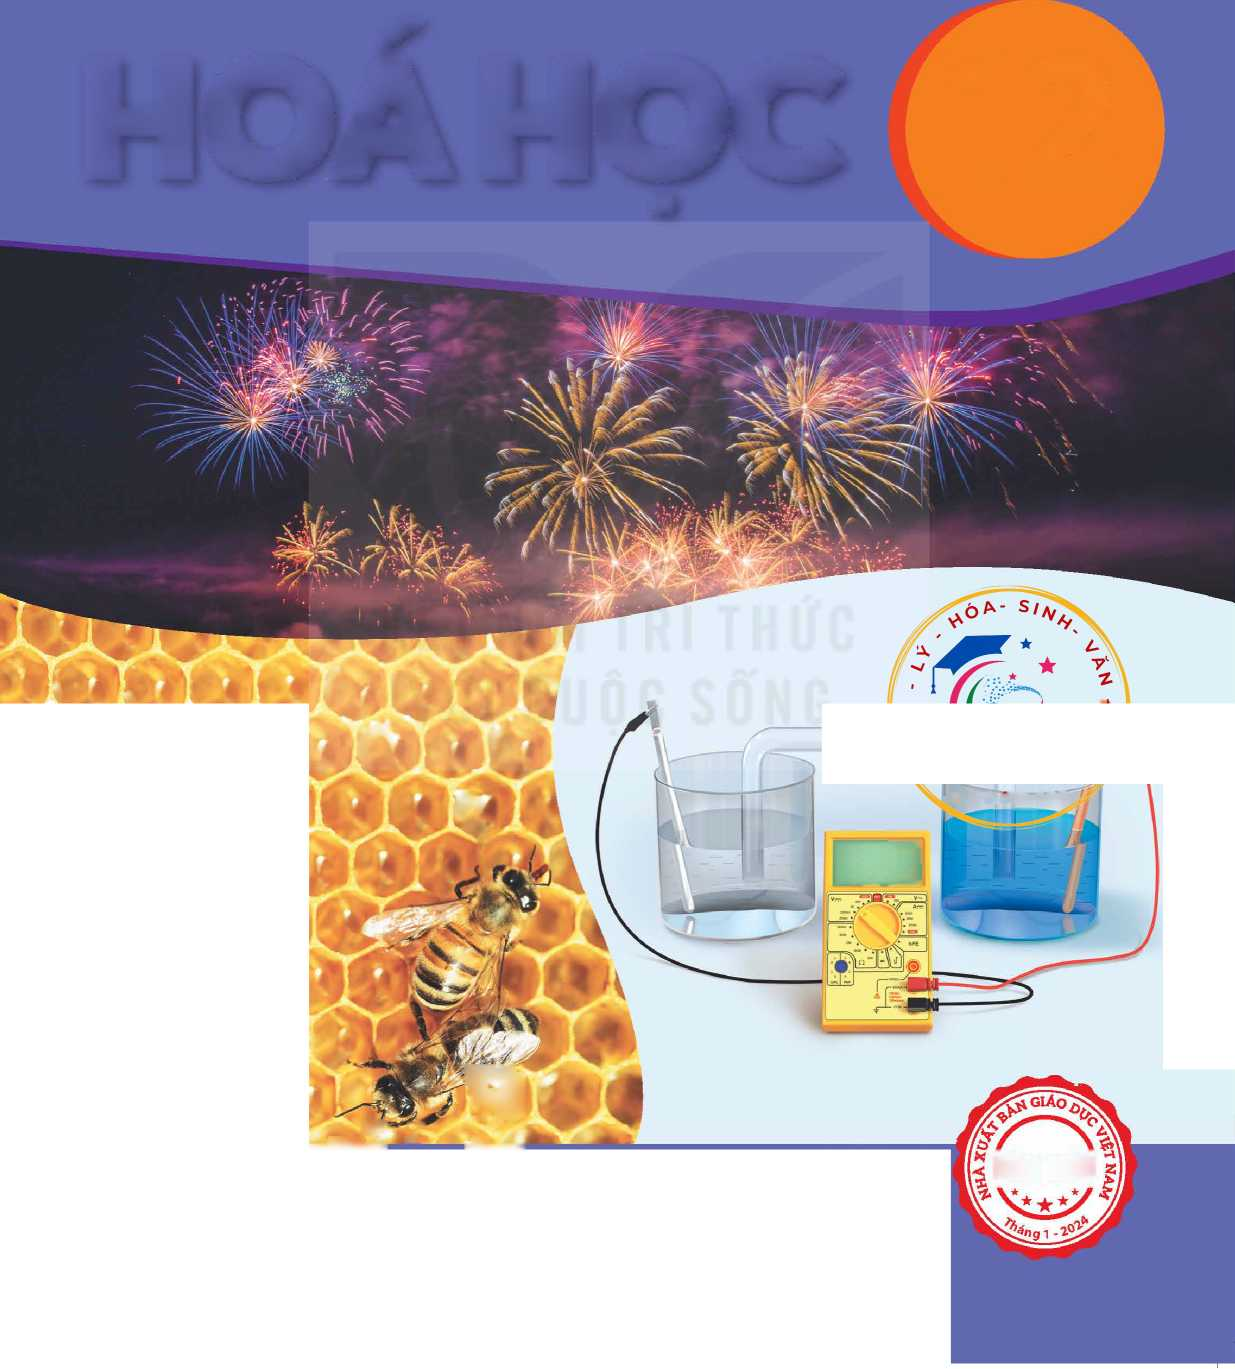 HOÁ HỌC
TRI THỨC
CUỘC SỐNG
- LÝ - HÓA- SINH- VĂN
NHÀ XUẤT BẢN GIÁO DỤC VIỆT NAM
Tháng 1 - 2024